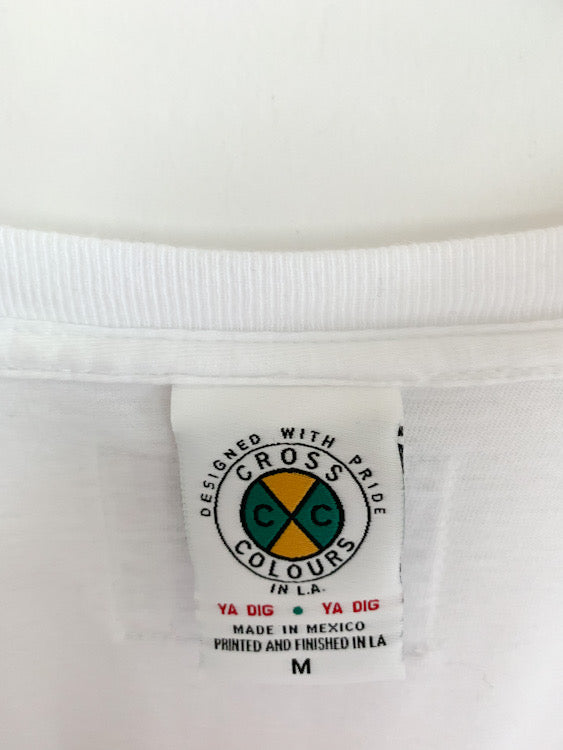 DESIGNED WITH PRIDE
CROSS
C C
COLOURS
IN L.A.
YA DIG • YA DIG
MADE IN MEXICO
PRINTED AND FINISHED IN LA
M